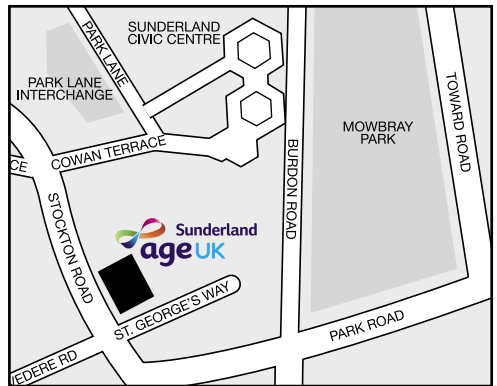 SUNDERLAND
CIVIC CENTRE
PARK LANE
PARK LANE
INTERCHANGE
TOWARD ROAD
MOWBRAY
PARK
BURDON ROAD
COWAN TERRACE
CE
STOCKTON ROAD
Sunderland
age UK
ST. GEORGE'S WAY
PARK ROAD
VEDERE RD